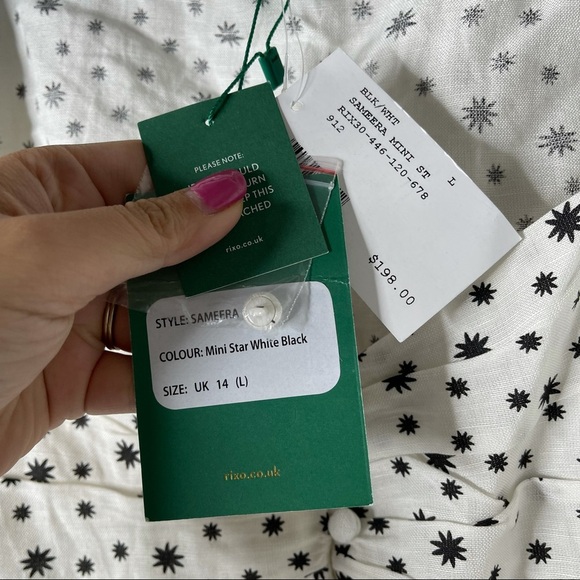 PLEASE NOTE:
ULD
URN
P THIS
ACHED
rixo.co.uk
BLK/WHT
SAMEERA MINI ST L
RIX30-446-120-678
912
$198.00
STYLE: SAMEERA
COLOUR: Mini Star White Black
SIZE: UK 14 (L)
rixo.co.uk